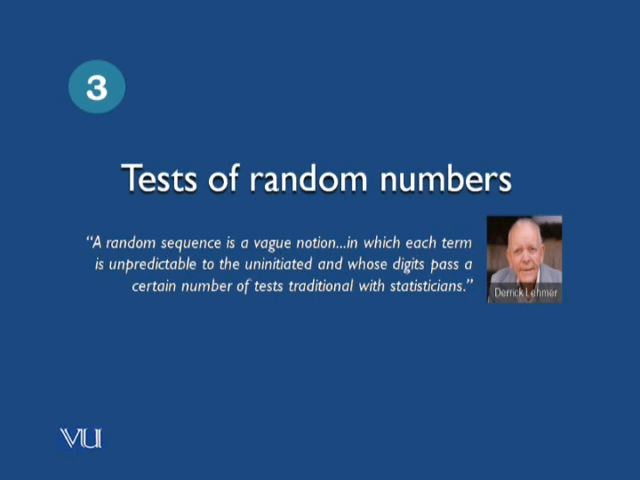 3
Tests of random numbers
“A random sequence is a vague notion...in which each term
is unpredictable to the uninitiated and whose digits pass a
certain number of tests traditional with statisticians.”
Derrick Lehmer
VU